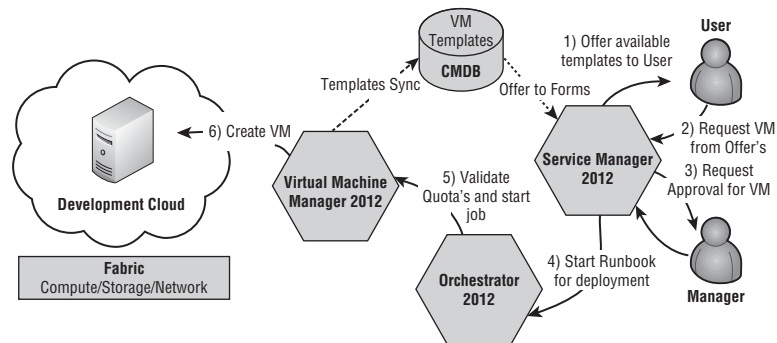 VM
Templates
CMDB
Templates Sync
Offer to Forms
1) Offer available
templates to User
User
2) Request VM
from Offer's
3) Request
Approval for VM
Manager
Service Manager
2012
4) Start Runbook
for deployment
Orchestrator
2012
5) Validate
Quota's and start
job
Virtual Machine
Manager 2012
6) Create VM
Development Cloud
Fabric
Compute/Storage/Network